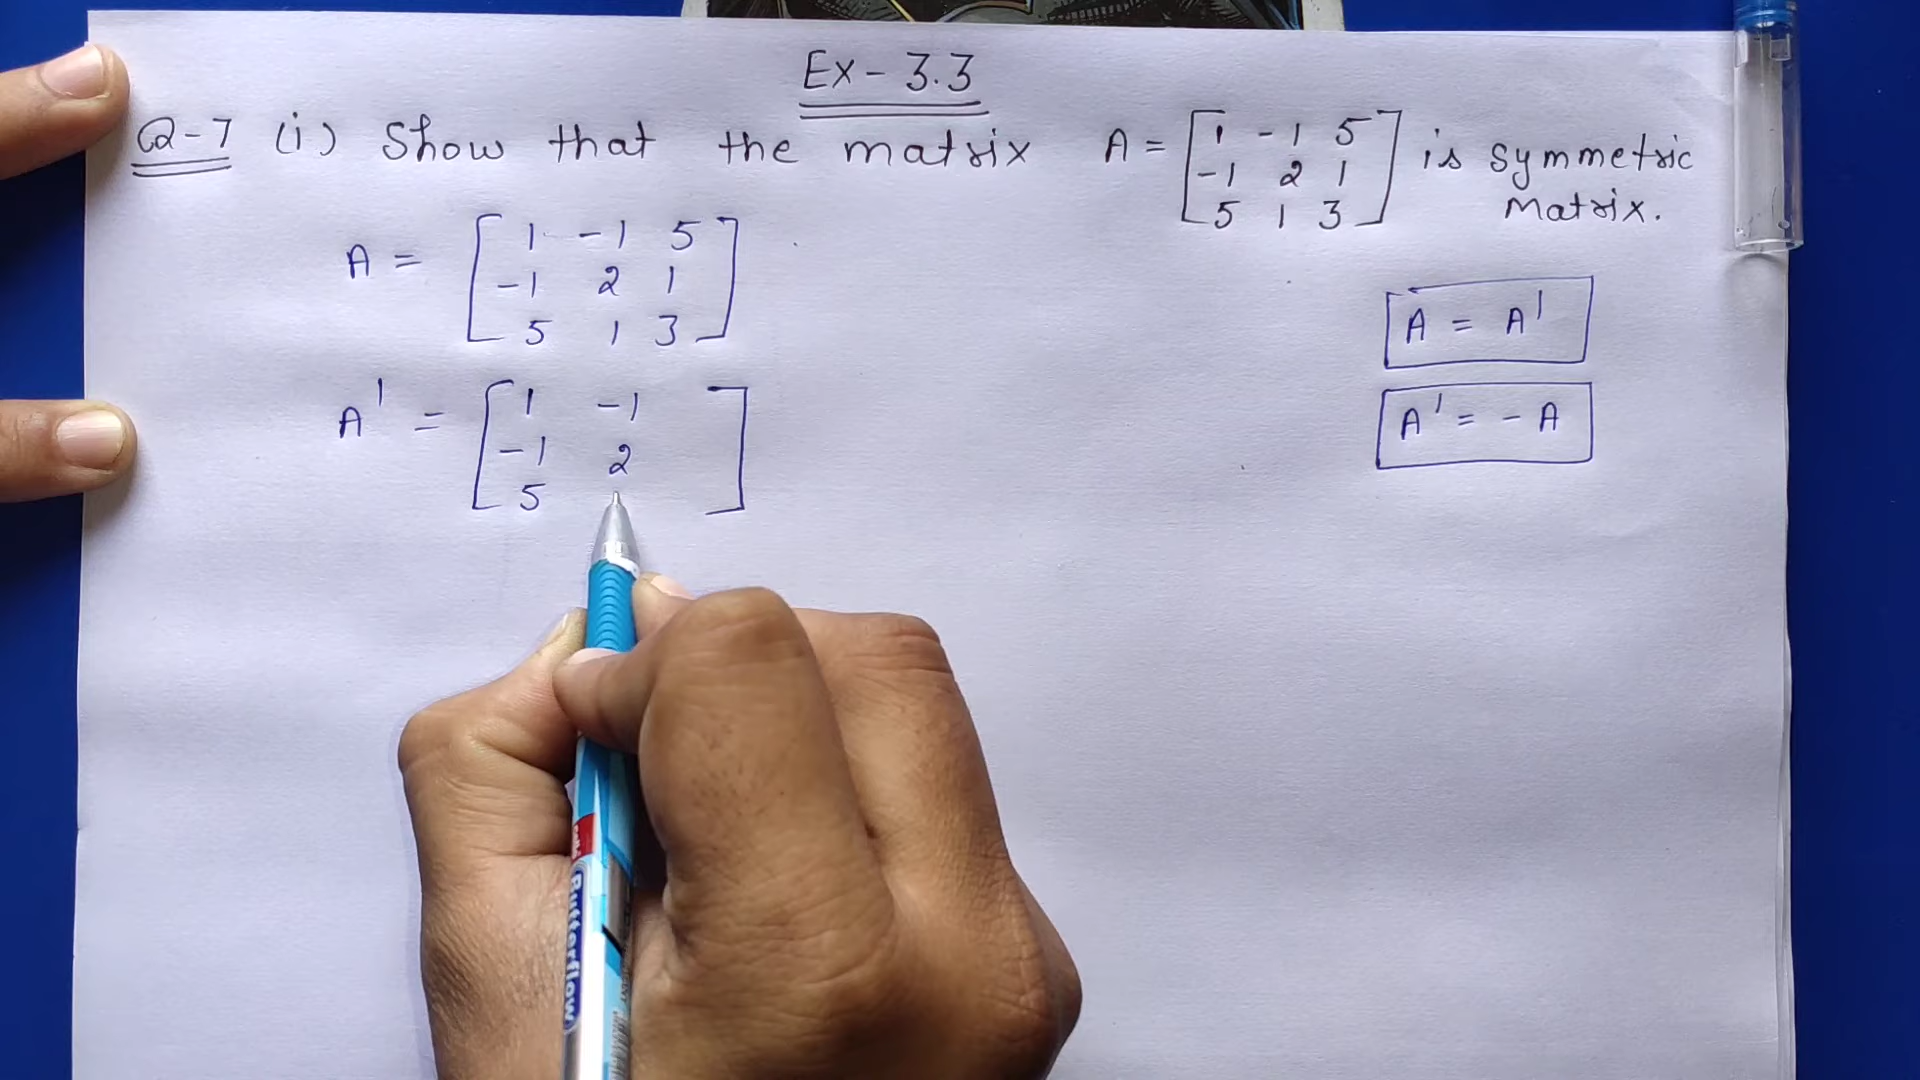 Ex - 3.3
Q-7 (i) Show that the matrix A = [1 -1 5
-1 2 1
5 1 3] is symmetric
Matrix.
A = [1 -1 5
-1 2 1
5 1 3]
A = A'
A' = [1 -1
-1 2
5 ]
A' = - A
Butterflow